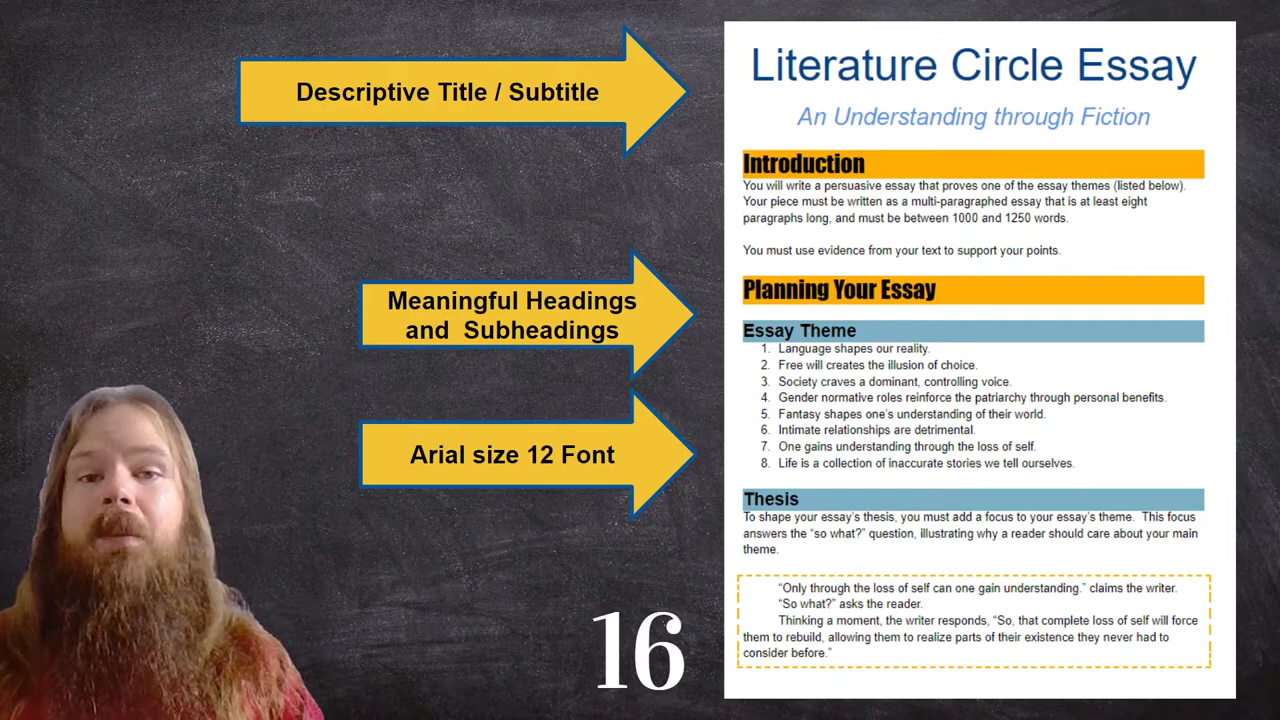 Descriptive Title / Subtitle
Meaningful Headings
and Subheadings
Arial size 12 Font
16
Literature Circle Essay
An Understanding through Fiction
Introduction
You will write a persuasive essay that proves one of the essay themes (listed below).
Your piece must be written as a multi-paragraphed essay that is at least eight
paragraphs long, and must be between 1000 and 1250 words.
You must use evidence from your text to support your points.
Planning Your Essay
Essay Theme
1. Language shapes our reality.
2. Free will creates the illusion of choice.
3. Society craves a dominant, controlling voice.
4. Gender normative roles reinforce the patriarchy through personal benefits.
5. Fantasy shapes one's understanding of their world.
6. Intimate relationships are detrimental.
7. One gains understanding through the loss of self.
8. Life is a collection of inaccurate stories we tell ourselves.
Thesis
To shape your essay's thesis, you must add a focus to your essay's theme. This focus
answers the "so what?" question, illustrating why a reader should care about your main
theme.
"Only through the loss of self can one gain understanding." claims the writer.
"So what?" asks the reader.
Thinking a moment, the writer responds, "So, that complete loss of self will force
them to rebuild, allowing them to realize parts of their existence they never had to
consider before."